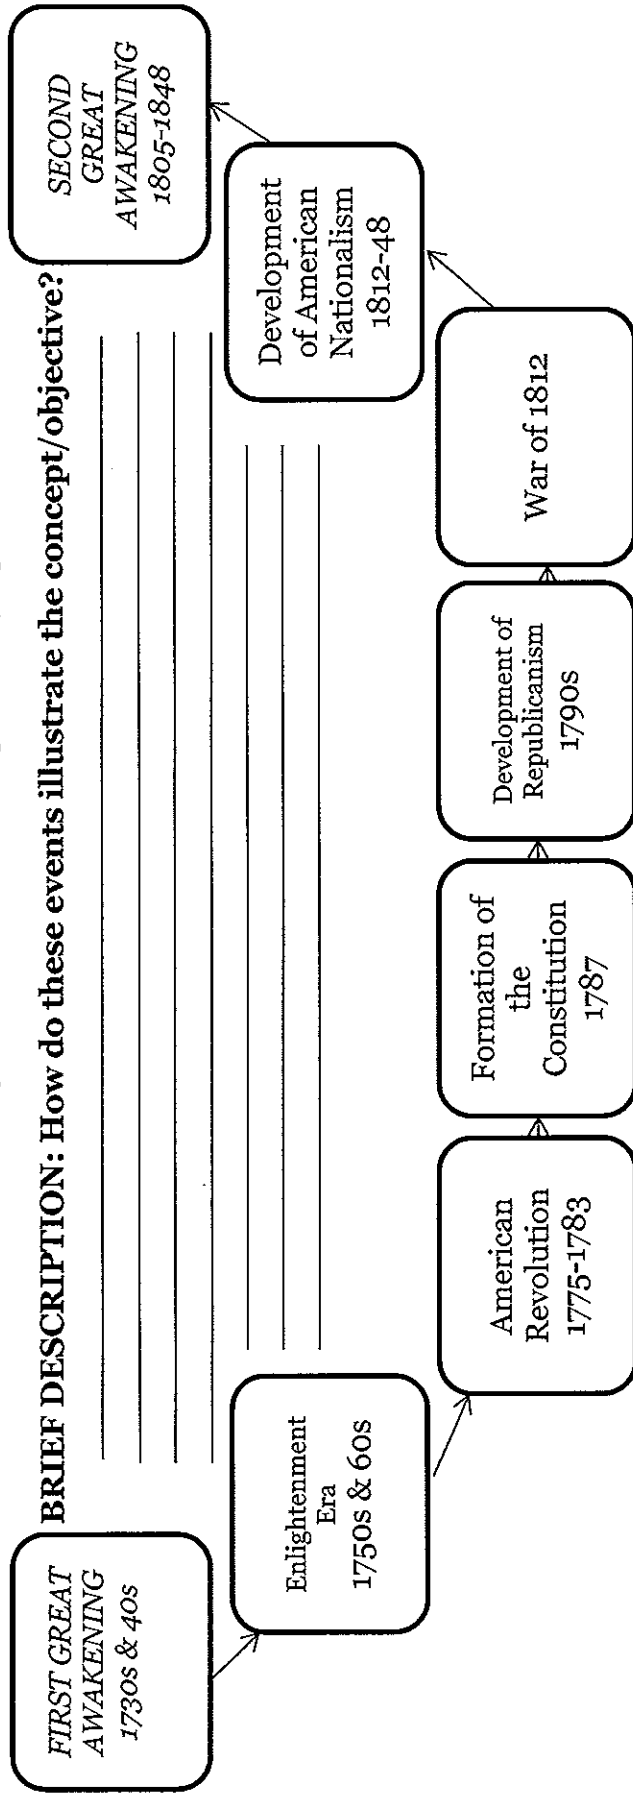 FIRST GREAT
AWAKENING
1730s & 40s
BRIEF DESCRIPTION: How do these events illustrate the concept/objective?
SECOND
GREAT
AWAKENING
1805-1848
Enlightenment
Era
1750s & 60s
Development
of American
Nationalism
1812-48
American
Revolution
1775-1783
Formation of
the
Constitution
1787
Development of
Republicanism
1790s
War of 1812